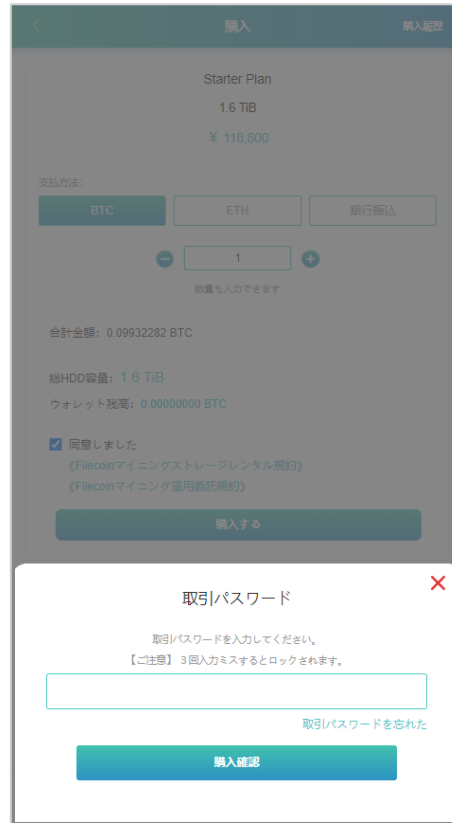 購入
購入履歴
Starter Plan
1.6 TiB
¥ 118,800
支払方法:
BTC
ETH
銀行振込
1
数量も入力できます
合計金額: 0.09932282 BTC
総HDD容量: 1.6 TiB
ウォレット残高: 0.00000000 BTC
同意しました
《Filecoinマイニングストレージレンタル規約》
《Filecoinマイニング運用委託規約》
購入する
取引パスワード
取引パスワードを入力してください。
【ご注意】 3回入力ミスするとロックされます。
取引パスワードを忘れた
購入確認